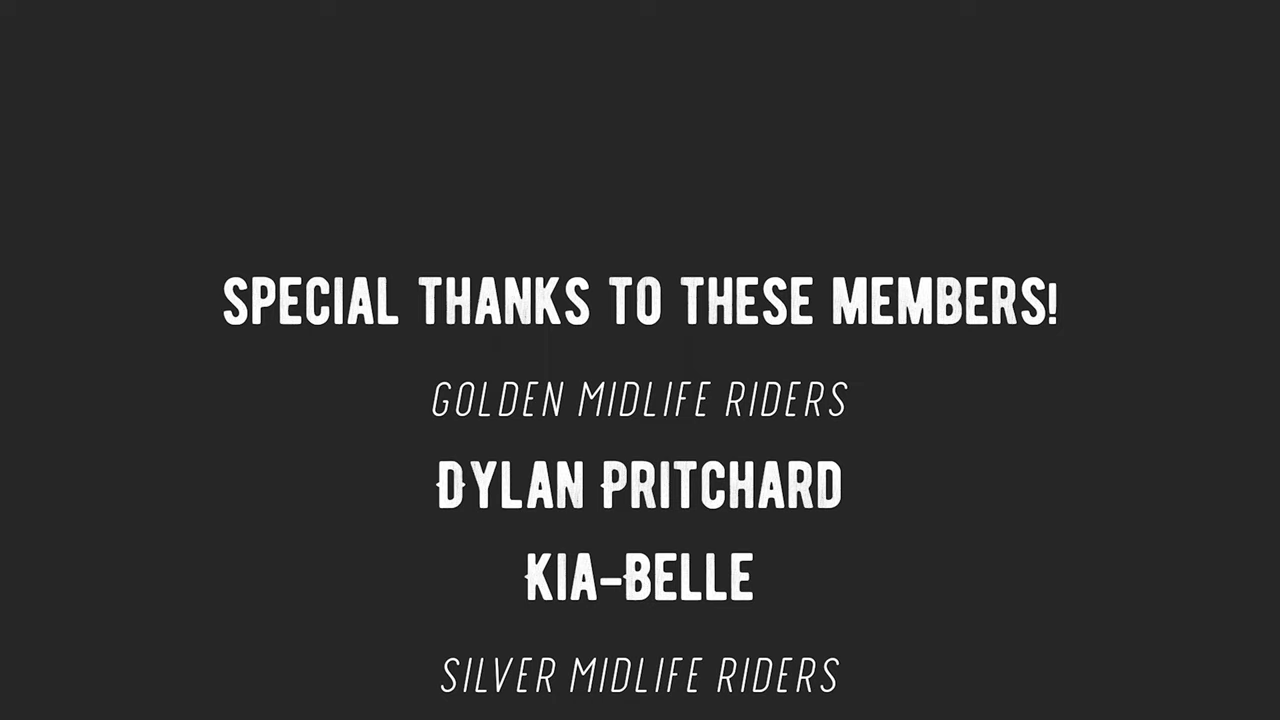 SPECIAL THANKS TO THESE MEMBERS!
GOLDEN MIDLIFE RIDERS
DYLAN PRITCHARD
KIA-BELLE
SILVER MIDLIFE RIDERS